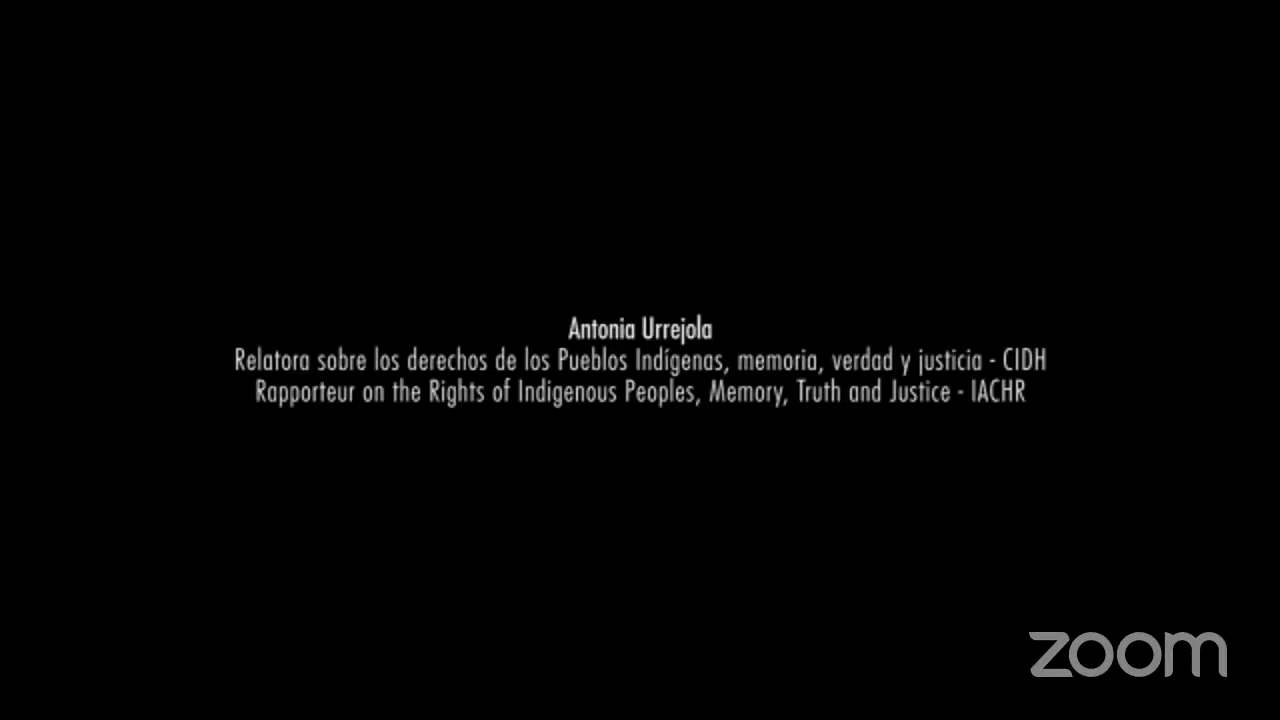 Antonia Urrejola
Relatora sobre los derechos de los Pueblos Indígenas, memoria, verdad y justicia - CIDH
Rapporteur on the Rights of Indigenous Peoples, Memory, Truth and Justice - IACHR
zoom